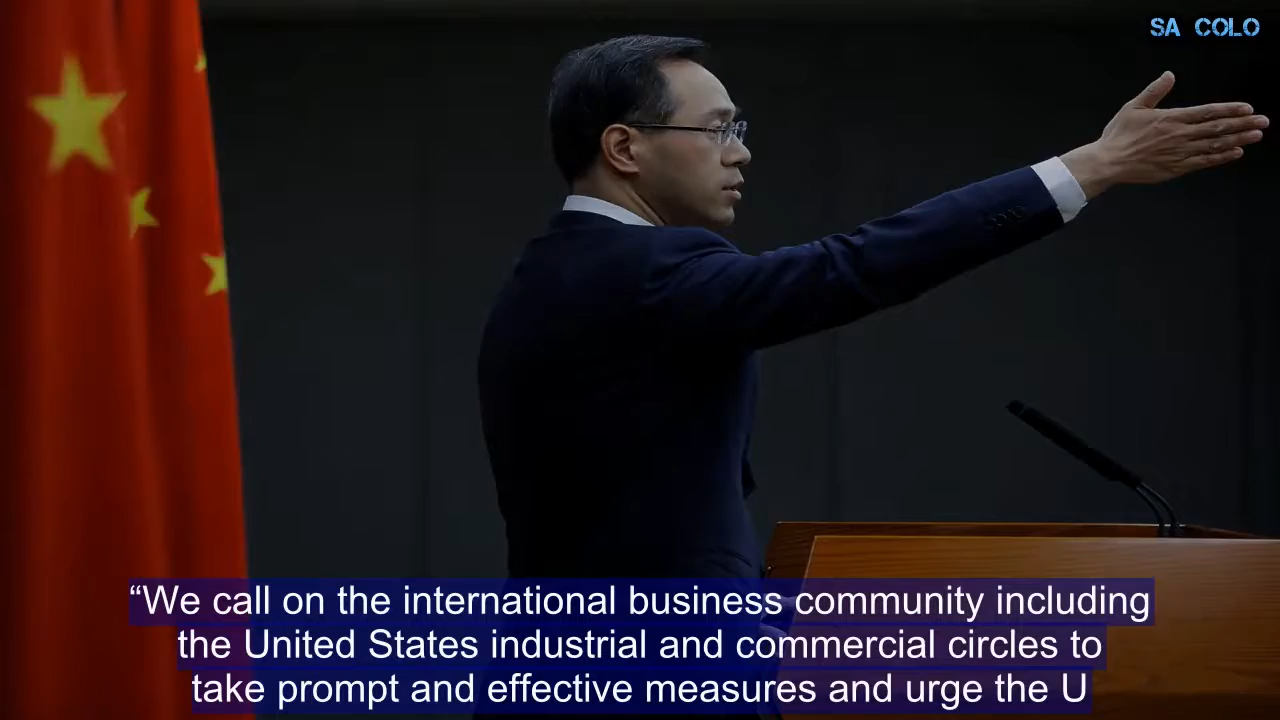 SA COLO
“We call on the international business community including
the United States industrial and commercial circles to
take prompt and effective measures and urge the U